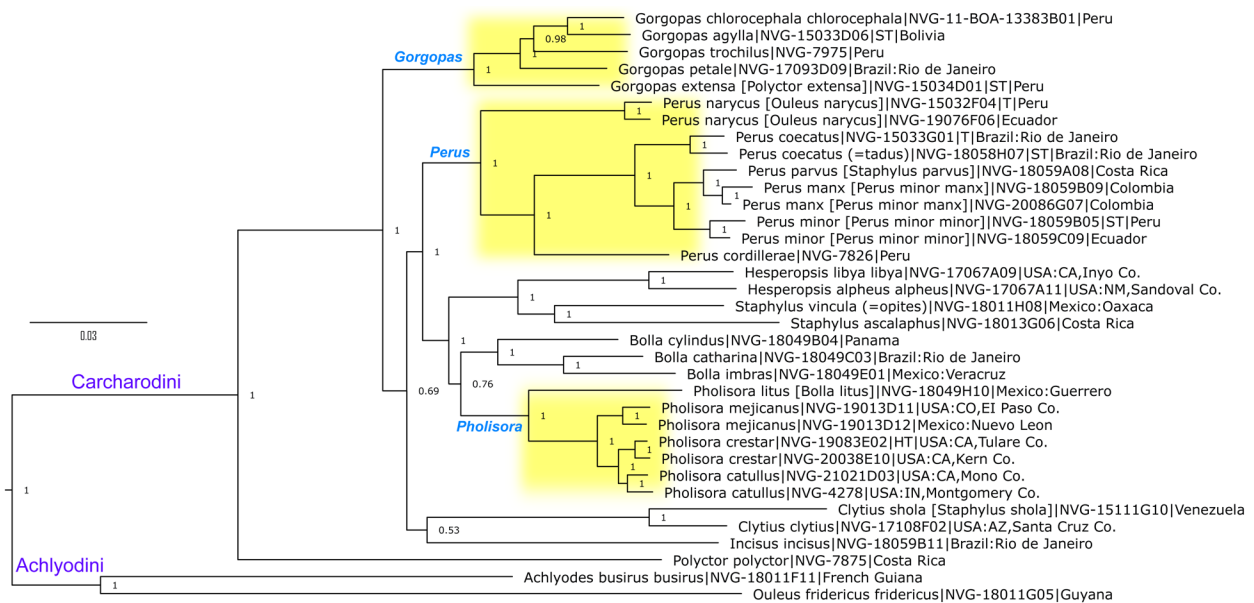 Gorgopas chlorocephala chlorocephala|NVG-11-BOA-13383B01|Peru
Gorgopas agylla|NVG-15033D06|ST|Bolivia
0.98
Gorgopas trochilus|NVG-7975|Peru
1
Gorgopas
Gorgopas petale|NVG-17093D09|Brazil:Rio de Janeiro
1
Gorgopas extensa [Polyctor extensa]|NVG-15034D01|ST|Peru
Perus narycus [Ouleus narycus]|NVG-15032F04|T|Peru
1
Perus narycus [Ouleus narycus]|NVG-19076F06|Ecuador
Perus coecatus|NVG-15033G01|T|Brazil:Rio de Janeiro
1
Perus
Perus coecatus (=tadus)|NVG-18058H07|ST|Brazil:Rio de Janeiro
1
Perus parvus [Staphylus parvus]|NVG-18059A08|Costa Rica
1
1
Perus manx [Perus minor manx]|NVG-18059B09|Colombia
1
Perus manx [Perus minor manx]|NVG-20086G07|Colombia
1
1
Perus minor [Perus minor minor]|NVG-18059B05|ST|Peru
1
1
Perus minor [Perus minor minor]|NVG-18059C09|Ecuador
1
Perus cordillerae|NVG-7826|Peru
Hesperopsis libya libya|NVG-17067A09|USA:CA,Inyo Co.
1
Hesperopsis alpheus alpheus|NVG-17067A11|USA:NM,Sandoval Co.
1
Staphylus vincula (=opites)|NVG-18011H08|Mexico:Oaxaca
1
Staphylus ascalaphus|NVG-18013G06|Costa Rica
0.03
1
Bolla cylindus|NVG-18049B04|Panama
1
Bolla catharina|NVG-18049C03|Brazil:Rio de Janeiro
1
Bolla imbras|NVG-18049E01|Mexico:Veracruz
Carcharodini
0.69
0.76
Pholisora litus [Bolla litus]|NVG-18049H10|Mexico:Guerrero
1
Pholisora mejicanus|NVG-19013D11|USA:CO,El Paso Co.
1
1
Pholisora
Pholisora mejicanus|NVG-19013D12|Mexico:Nuevo Leon
1
Pholisora crestar|NVG-19083E02|HT|USA:CA,Tulare Co.
1
Pholisora crestar|NVG-20038E10|USA:CA,Kern Co.
1
Pholisora catullus|NVG-21021D03|USA:CA,Mono Co.
1
1
Pholisora catullus|NVG-4278|USA:IN,Montgomery Co.
Clytius shola [Staphylus shola]|NVG-15111G10|Venezuela
1
0.53
Clytius clytius|NVG-17108F02|USA:AZ,Santa Cruz Co.
Incisus incisus|NVG-18059B11|Brazil:Rio de Janeiro
Polyctor polyctor|NVG-7875|Costa Rica
Achlyodini
Achlyodes busirus busirus|NVG-18011F11|French Guiana
1
Ouleus fridericus fridericus|NVG-18011G05|Guyana